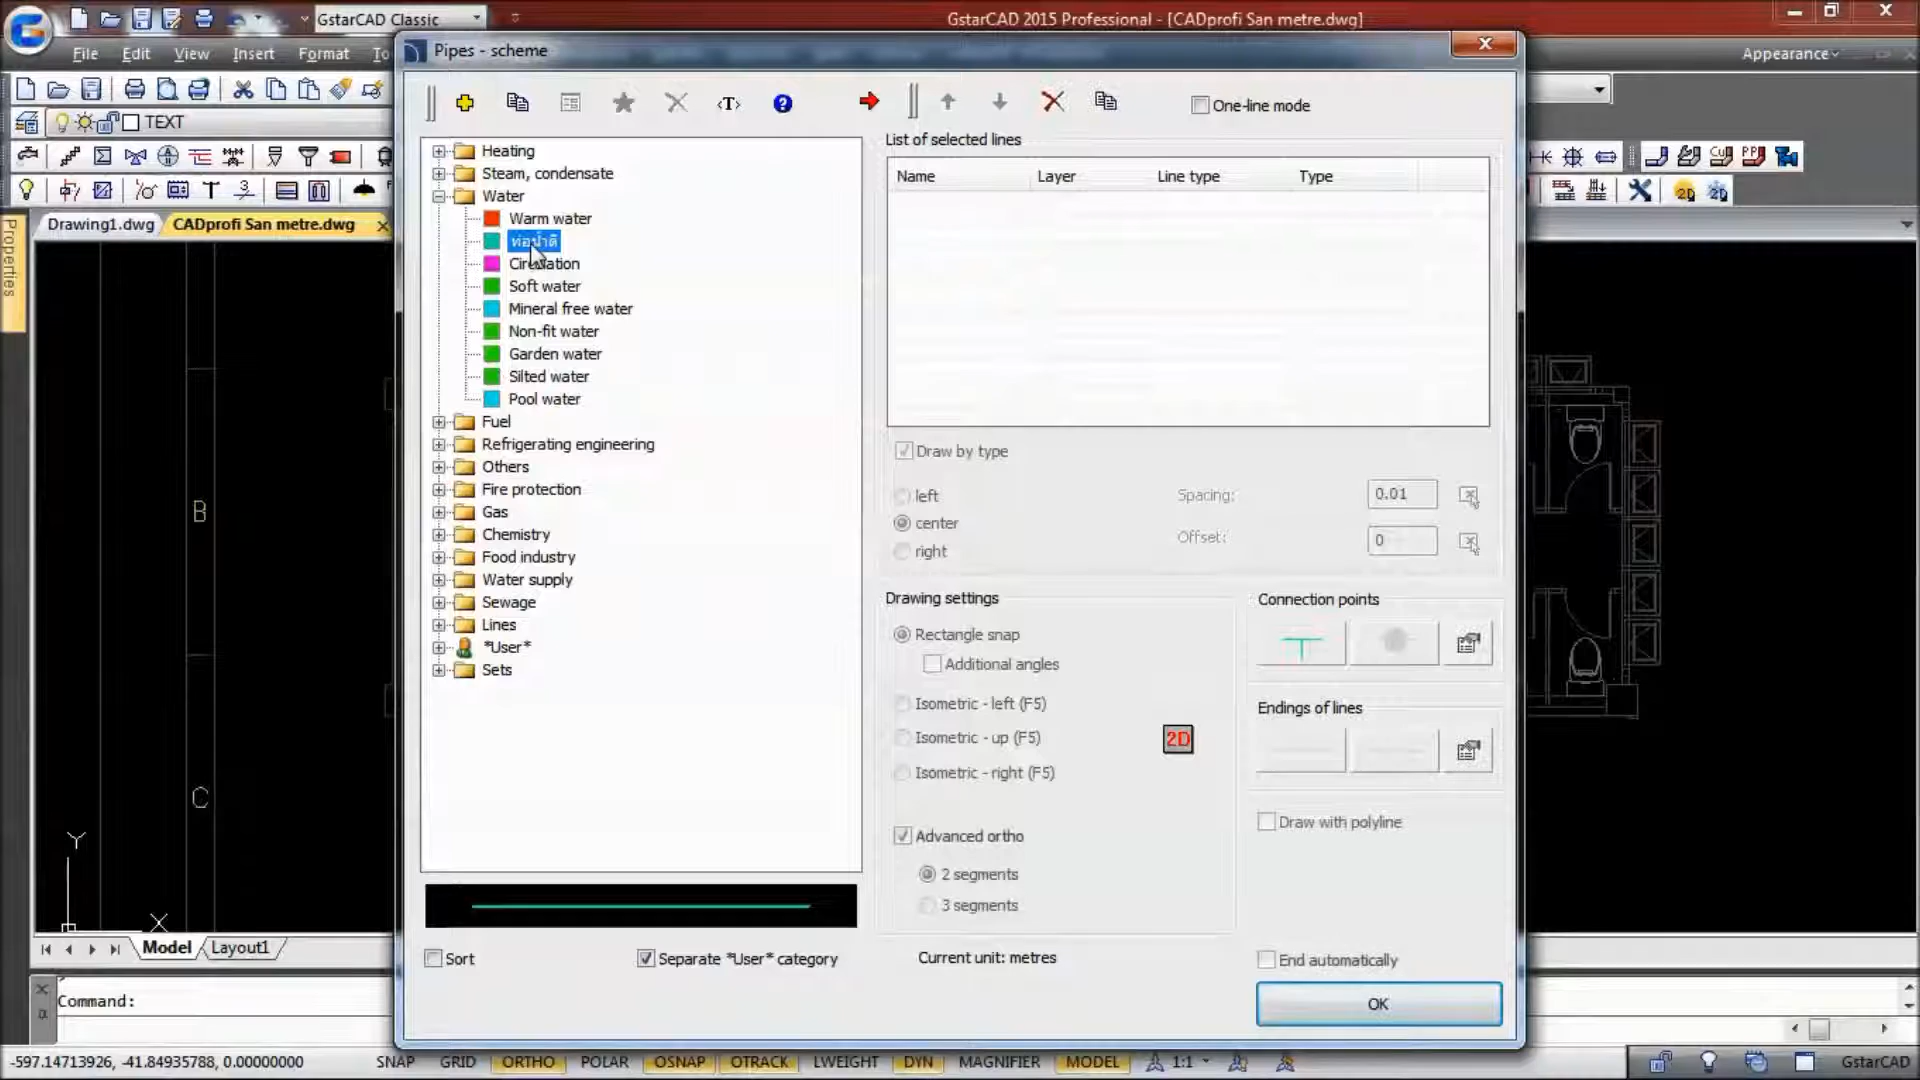 GstarCAD Classic
GstarCAD 2015 Professional - [CADprofi San metre.dwg]
File Edit View Insert Format To
Appearance
Pipes - scheme
TEXT
<T>
One-line mode
Drawing1.dwg
CADprofi San metre.dwg
Properties
Heating
Steam, condensate
Water
Warm water
ท่อน้ำดี
Circulation
Soft water
Mineral free water
Non-fit water
Garden water
Silted water
Pool water
Fuel
Refrigerating engineering
Others
Fire protection
Gas
Chemistry
Food industry
Water supply
Sewage
Lines
*User*
Sets
Sort
Separate *User* category
List of selected lines
Name Layer Line type Type
Draw by type
left
center
right
Spacing: 0.01
Offset: 0
Drawing settings
Rectangle snap
Additional angles
Isometric - left (F5)
Isometric - up (F5)
Isometric - right (F5)
2D
Advanced ortho
2 segments
3 segments
Current unit: metres
Connection points
Endings of lines
Draw with polyline
End automatically
OK
B
C
Y
X
Model
Layout1
Command:
-597.14713926, -41.84935788, 0.00000000
SNAP GRID ORTHO POLAR OSNAP OTRACK LWEIGHT DYN MAGNIFIER MODEL 1:1
GstarCAD